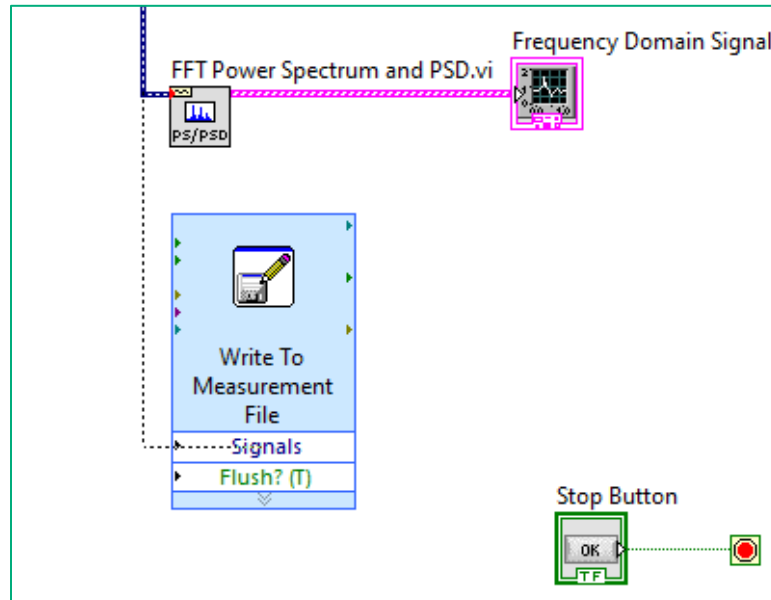 Frequency Domain Signal
FFT Power Spectrum and PSD.vi
PS/PSD
Write To
Measurement
File
Signals
Flush? (T)
Stop Button
OK
TF